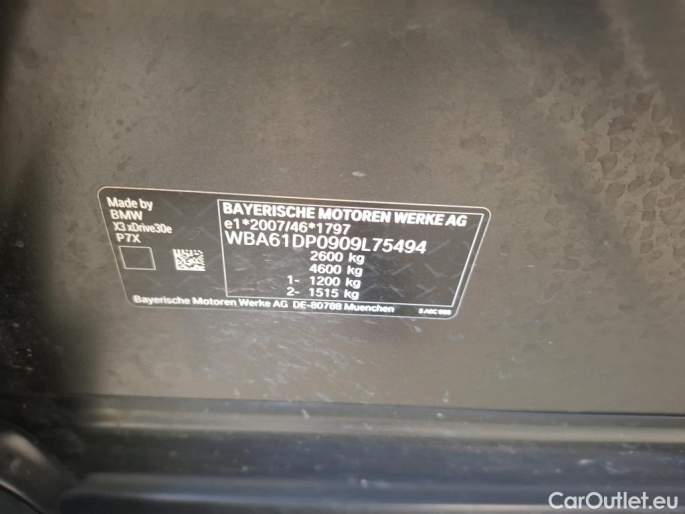 Made by
BMW
X3 xDrive30e
P7X
BAYERISCHE MOTOREN WERKE AG
e1*2007/46*1797
WBA61DP0909L75494
2600 kg
4600 kg
1- 1200 kg
2- 1515 kg
Bayerische Motoren Werke AG DE-80788 Muenchen
CarOutlet.eu